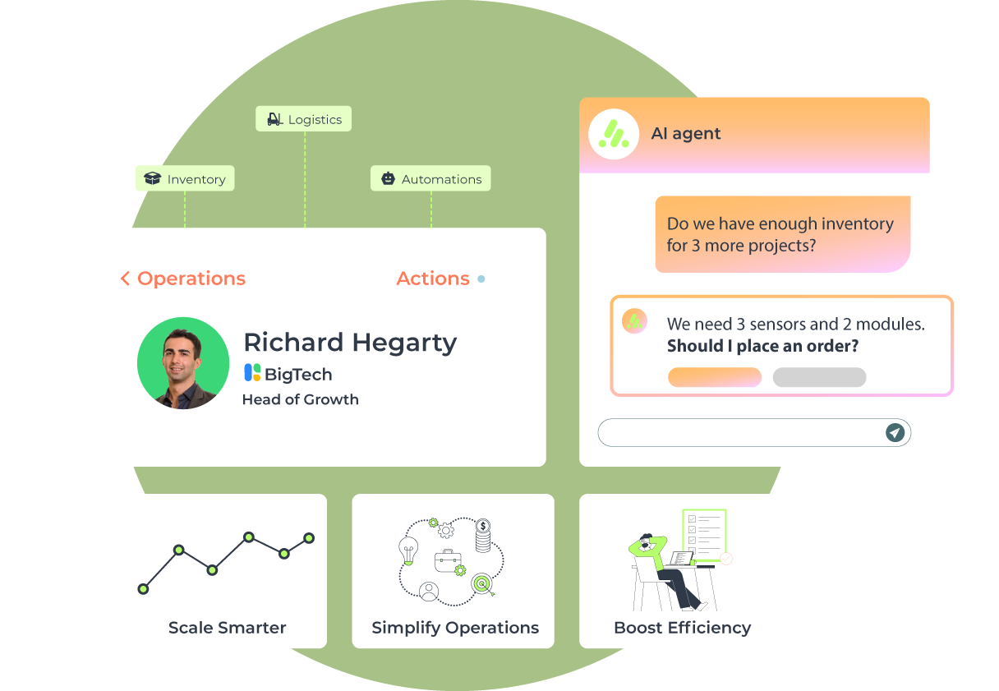 Logistics
Inventory
Automations
Operations
Actions
Richard Hegarty
BigTech
Head of Growth
AI agent
Do we have enough inventory
for 3 more projects?
We need 3 sensors and 2 modules.
Should I place an order?
Scale Smarter
$
Simplify Operations
Boost Efficiency